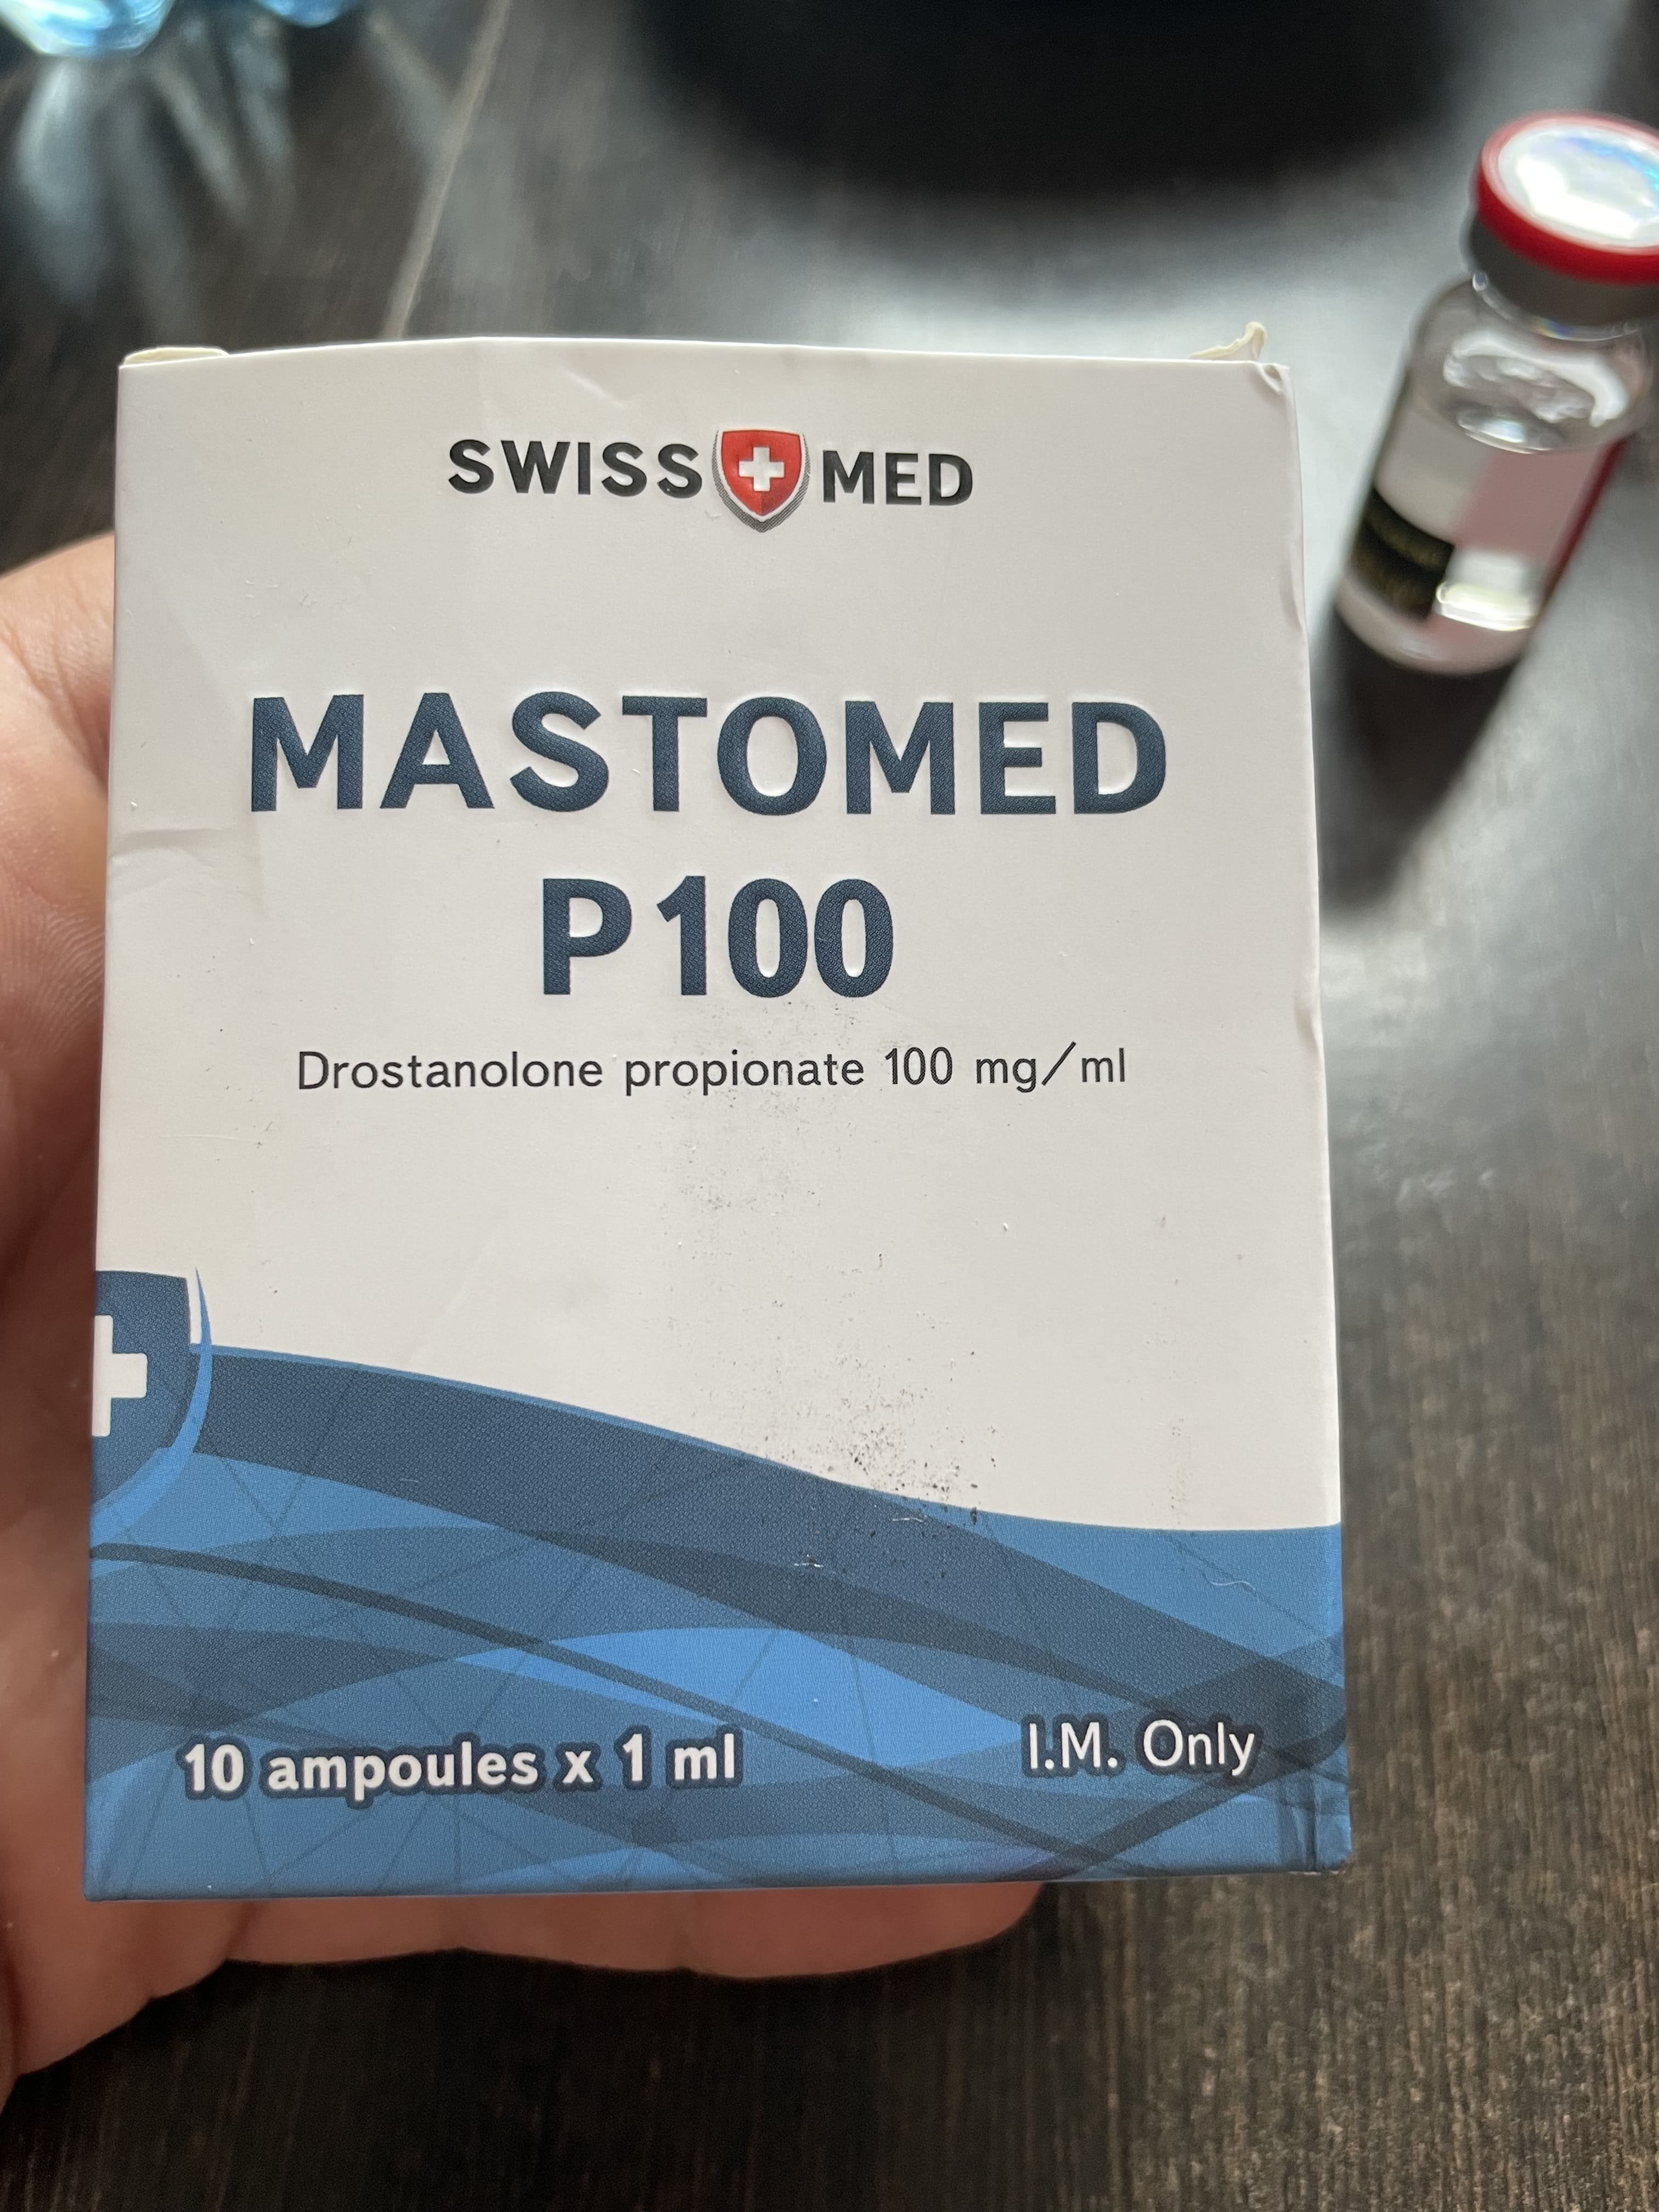 SWISS MED
MASTOMED
P100
Drostanolone propionate 100 mg/ml
10 ampoules x 1 ml
I.M. Only